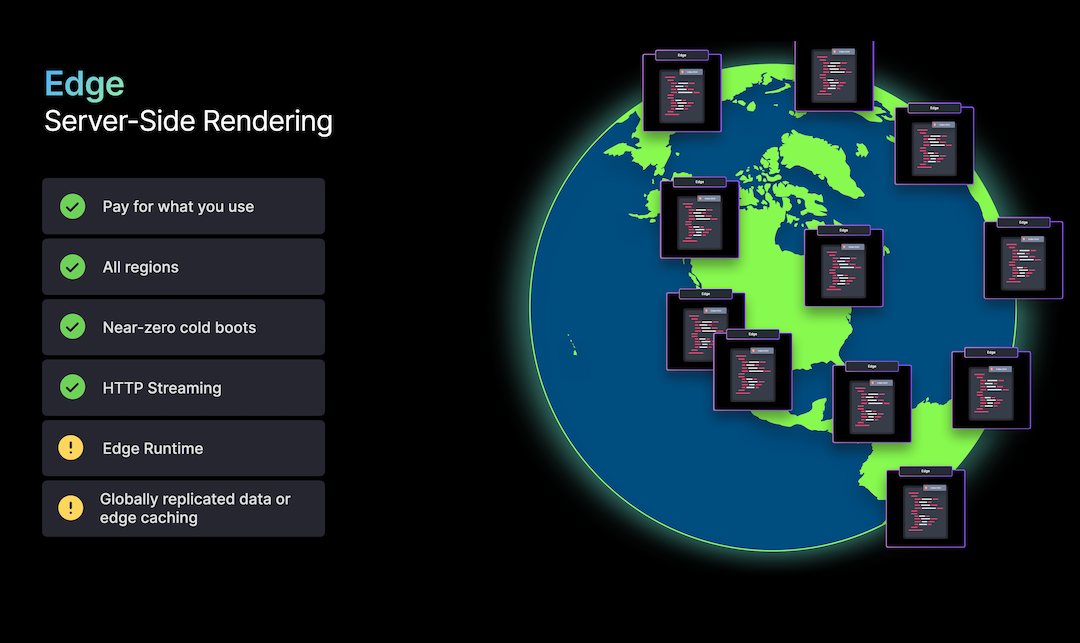 Edge
Server-Side Rendering
Pay for what you use
All regions
Near-zero cold boots
HTTP Streaming
Edge Runtime
Globally replicated data or
edge caching
Edge
Edge
Edge
Edge
Edge
Edge
Edge
Edge
Edge
Edge